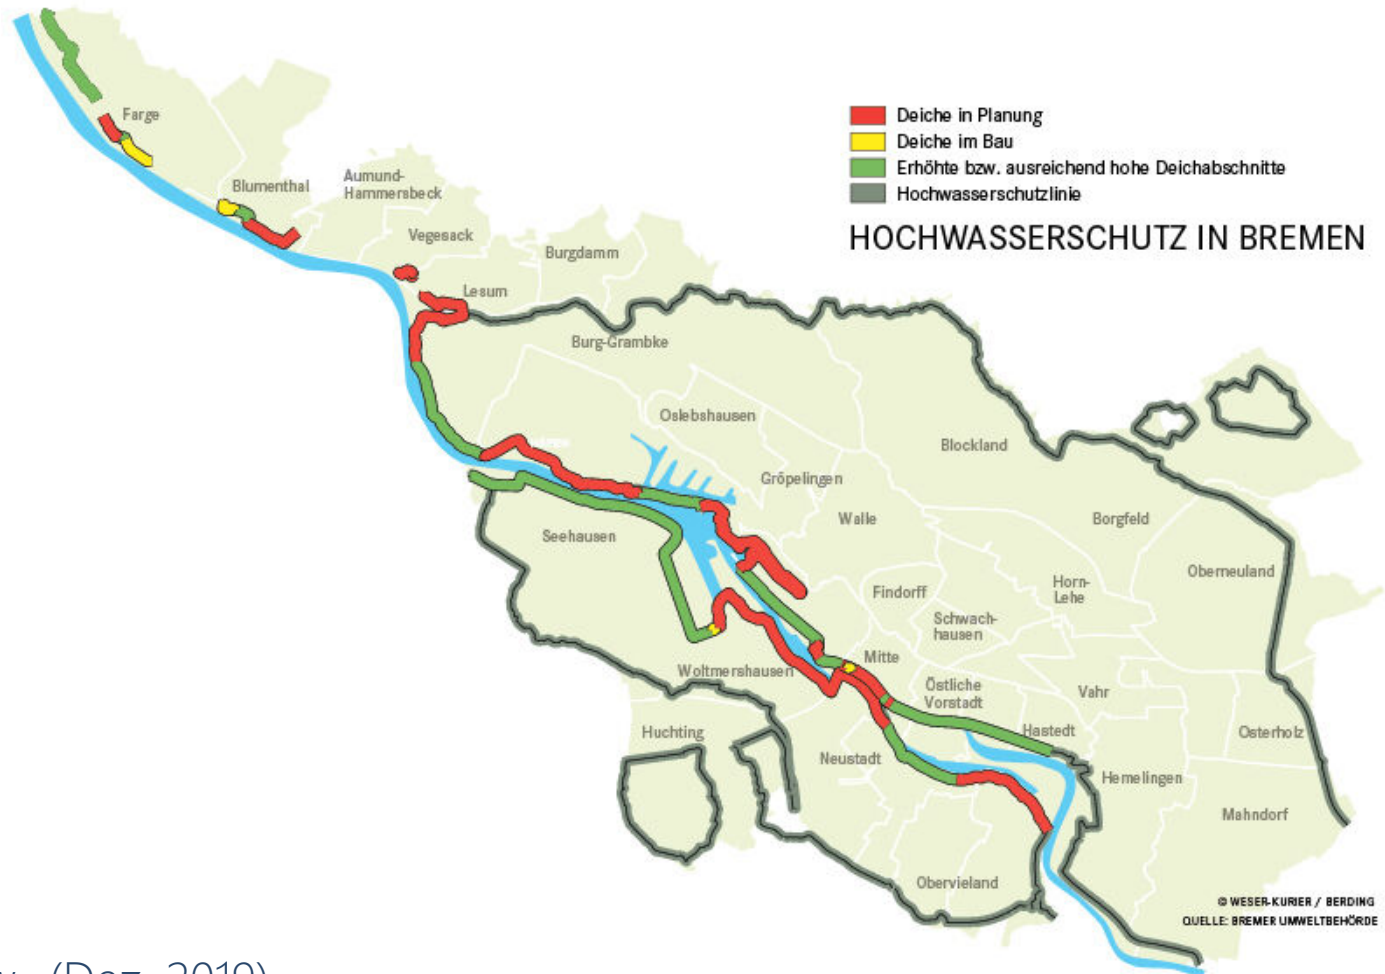 Farge
Blumenthal
Aumund-
Hammersbeck
Vegesack
Burgdamm
Lesum
Burg-Grambke
Deiche in Planung
Deiche im Bau
Erhöhte bzw. ausreichend hohe Deichabschnitte
Hochwasserschutzlinie
HOCHWASSERSCHUTZ IN BREMEN
Oslebshausen
Blockland
Gröpelingen
Walle
Borgfeld
Seehausen
Oberneuland
Findorff
Horn-
Lehe
Schwach-
hausen
Mitte
Woltmershausen
Östliche
Vorstadt
Vahr
Huchting
Hastedt
Osterholz
Neustadt
Hemelingen
Mahndorf
Obervieland
© WESER-KURIER / BERDING
QUELLE: BREMER UMWELTBEHÖRDE
(Dez. 2019)